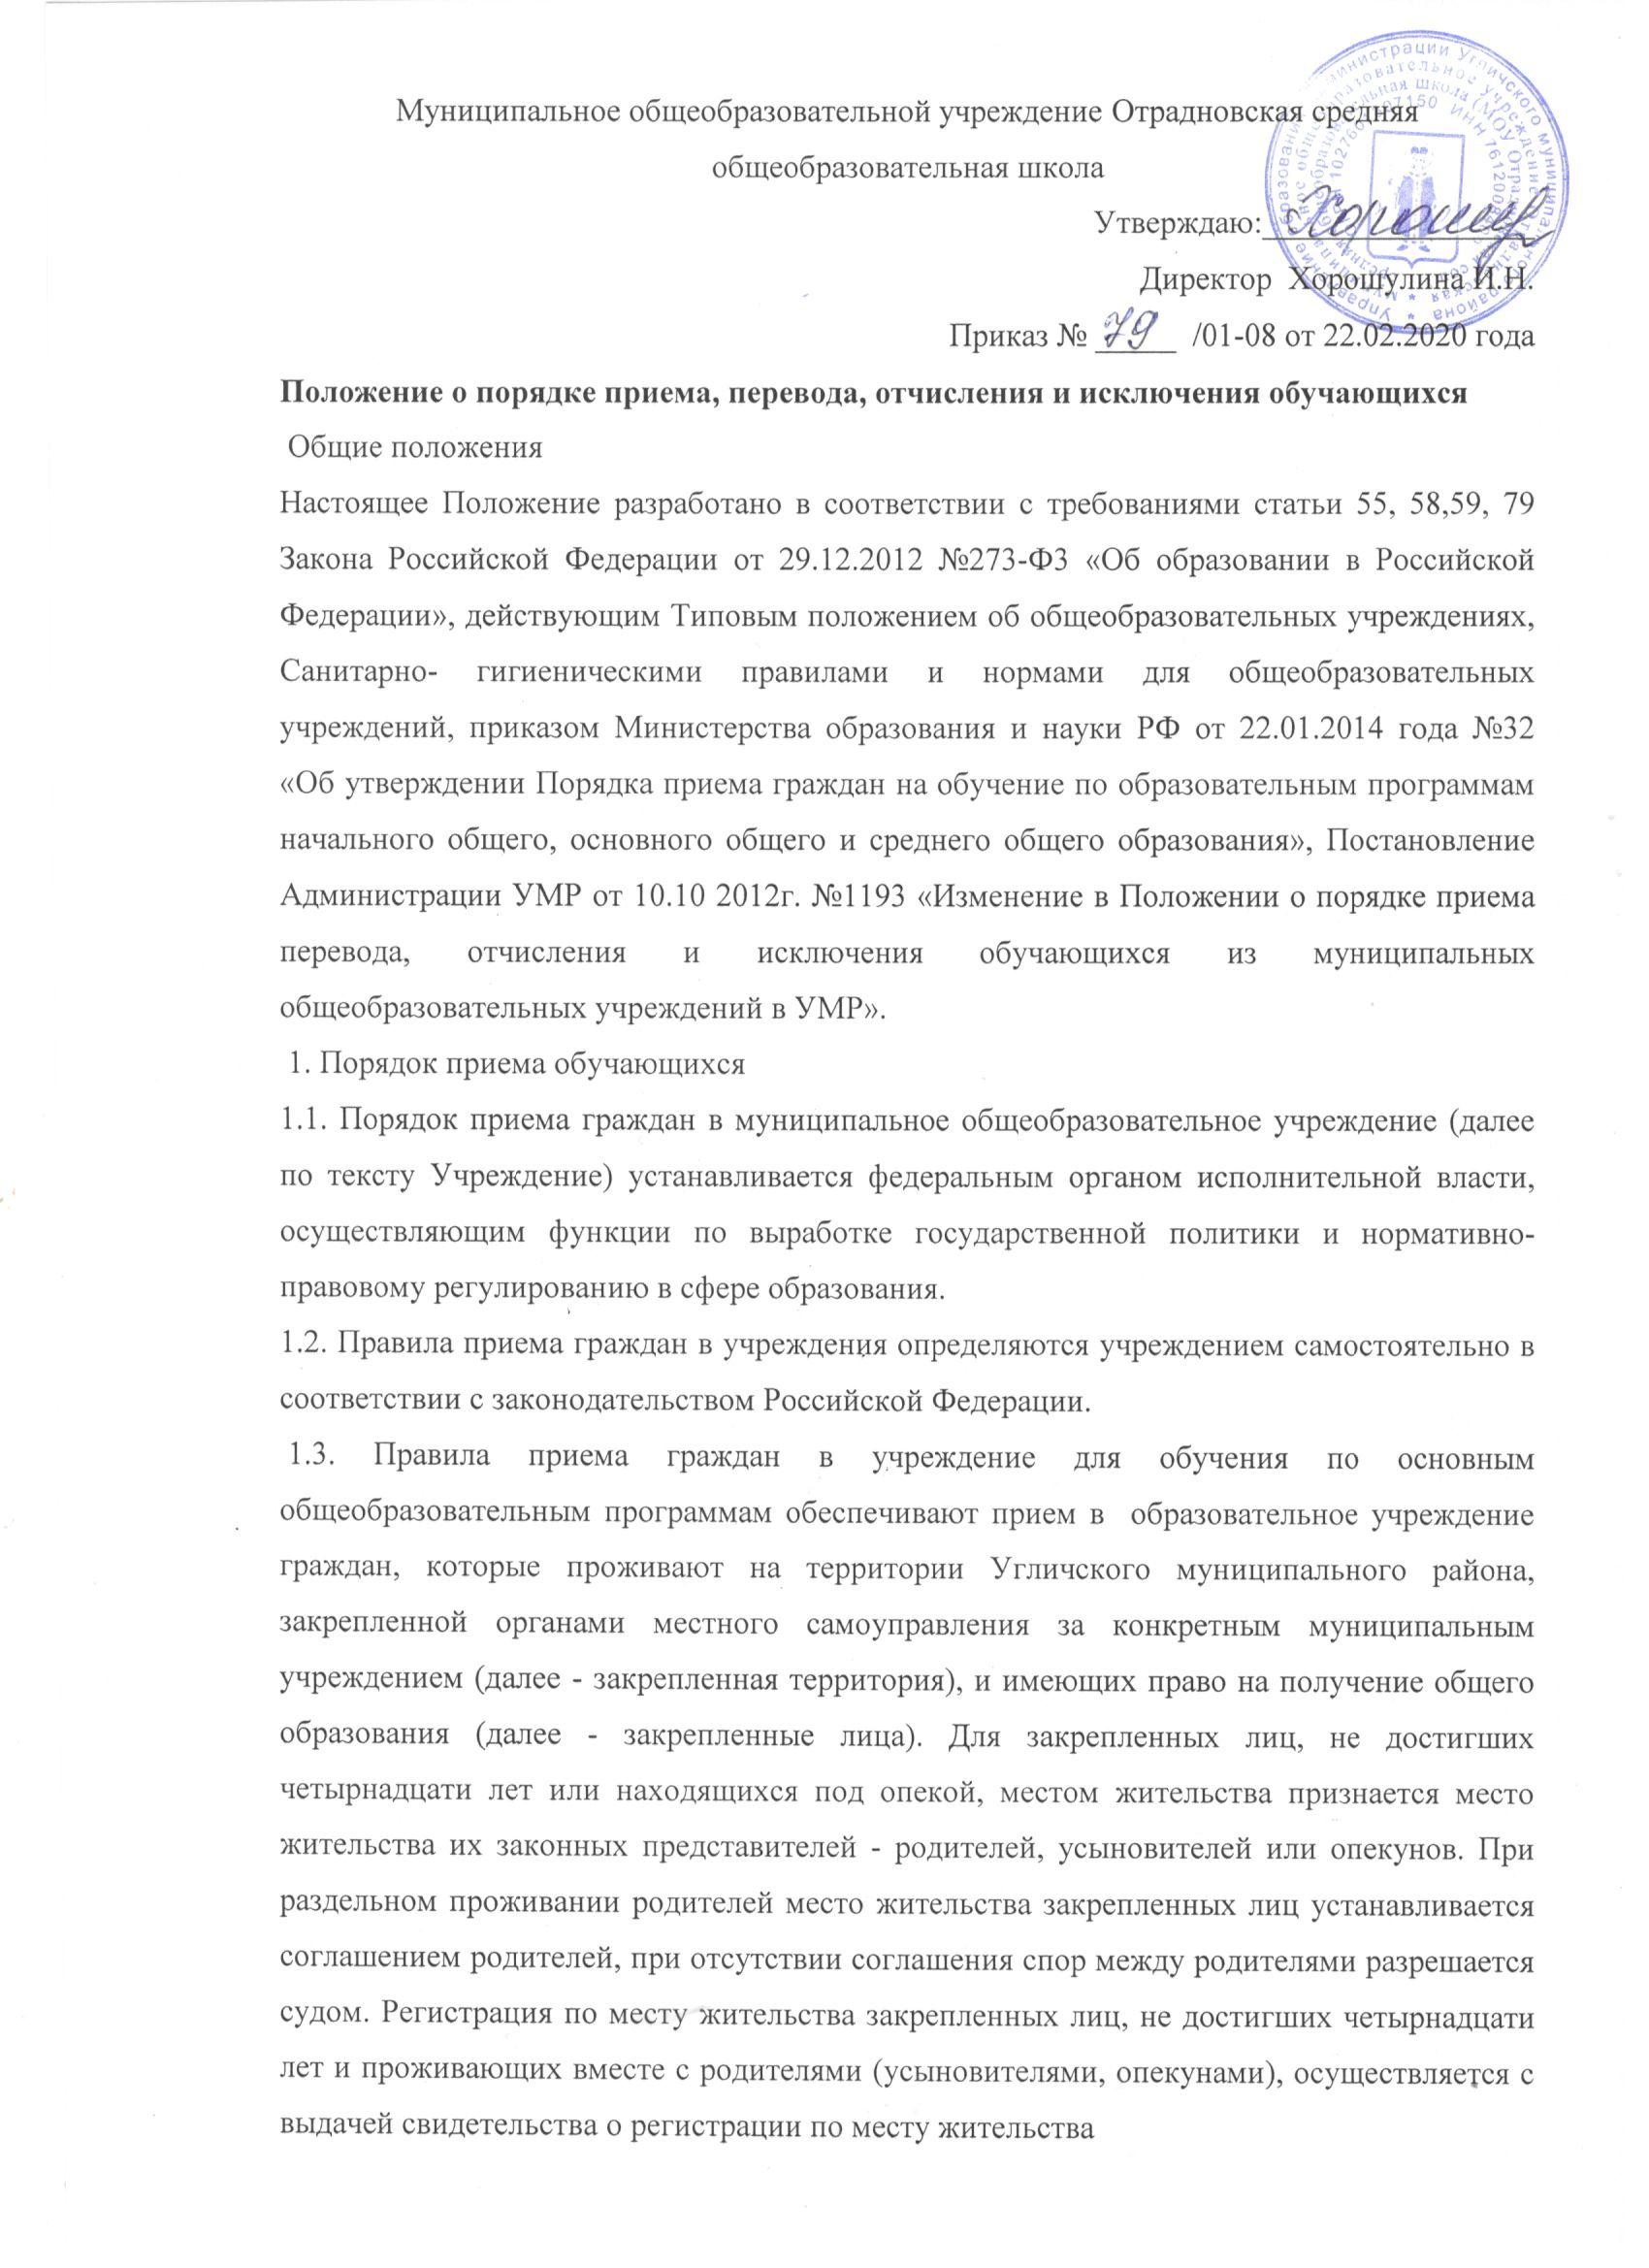 Муниципальное общеобразовательной учреждение Отрадновская средняя
общеобразовательная школа
Утверждаю:
Директор Хорошулина И.Н.
Приказ № 79 /01-08 от 22.02.2020 года
Положение о порядке приема, перевода, отчисления и исключения обучающихся
Общие положения
Настоящее Положение разработано в соответствии с требованиями статьи 55, 58,59, 79
Закона Российской Федерации от 29.12.2012 №273-ФЗ «Об образовании в Российской
Федерации», действующим Типовым положением об общеобразовательных учреждениях,
Санитарно- гигиеническими правилами и нормами для общеобразовательных
учреждений, приказом Министерства образования и науки РФ от 22.01.2014 года №32
«Об утверждении Порядка приема граждан на обучение по образовательным программам
начального общего, основного общего и среднего общего образования», Постановление
Администрации УМР от 10.10 2012г. №1193 «Изменение в Положении о порядке приема
перевода, отчисления и исключения обучающихся из муниципальных
общеобразовательных учреждений в УМР».
1. Порядок приема обучающихся
1.1. Порядок приема граждан в муниципальное общеобразовательное учреждение (далее
по тексту Учреждение) устанавливается федеральным органом исполнительной власти,
осуществляющим функции по выработке государственной политики и нормативно-
правовому регулированию в сфере образования.
1.2. Правила приема граждан в учреждения определяются учреждением самостоятельно в
соответствии с законодательством Российской Федерации.
1.3. Правила приема граждан в учреждение для обучения по основным
общеобразовательным программам обеспечивают прием в образовательное учреждение
граждан, которые проживают на территории Угличского муниципального района,
закрепленной органами местного самоуправления за конкретным муниципальным
учреждением (далее - закрепленная территория), и имеющих право на получение общего
образования (далее - закрепленные лица). Для закрепленных лиц, не достигших
четырнадцати лет или находящихся под опекой, местом жительства признается место
жительства их законных представителей - родителей, усыновителей или опекунов. При
раздельном проживании родителей место жительства закрепленных лиц устанавливается
соглашением родителей, при отсутствии соглашения спор между родителями разрешается
судом. Регистрация по месту жительства закрепленных лиц, не достигших четырнадцати
лет и проживающих вместе с родителями (усыновителями, опекунами), осуществляется с
выдачей свидетельства о регистрации по месту жительства